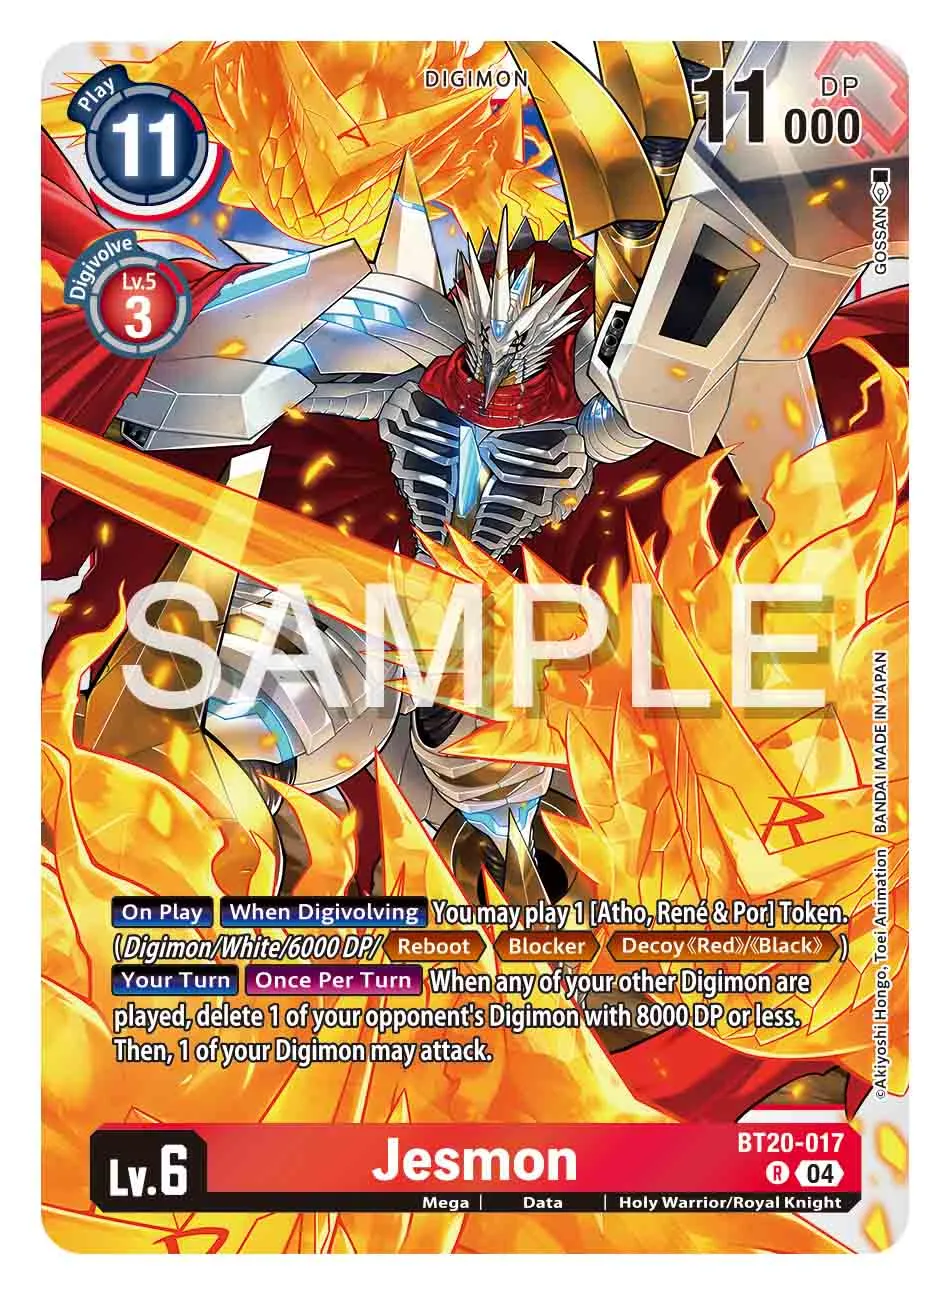 DIGIMON
Play
11
11000
DP
Digivolve
Lv.5
3
GOSSAN
SAMPLE
BANDAI MADE IN JAPAN
©Akiyoshi Hongo, Toei Animation
R
On Play When Digivolving You may play 1 [Atho, René & Por] Token.
(Digimon/White/6000 DP/ Reboot Blocker Decoy《Red》/《Black》 )
Your Turn Once Per Turn When any of your other Digimon are
played, delete 1 of your opponent's Digimon with 8000 DP or less.
Then, 1 of your Digimon may attack.
Lv.6
Jesmon
BT20-017
R 04
Mega | Data | Holy Warrior/Royal Knight
R